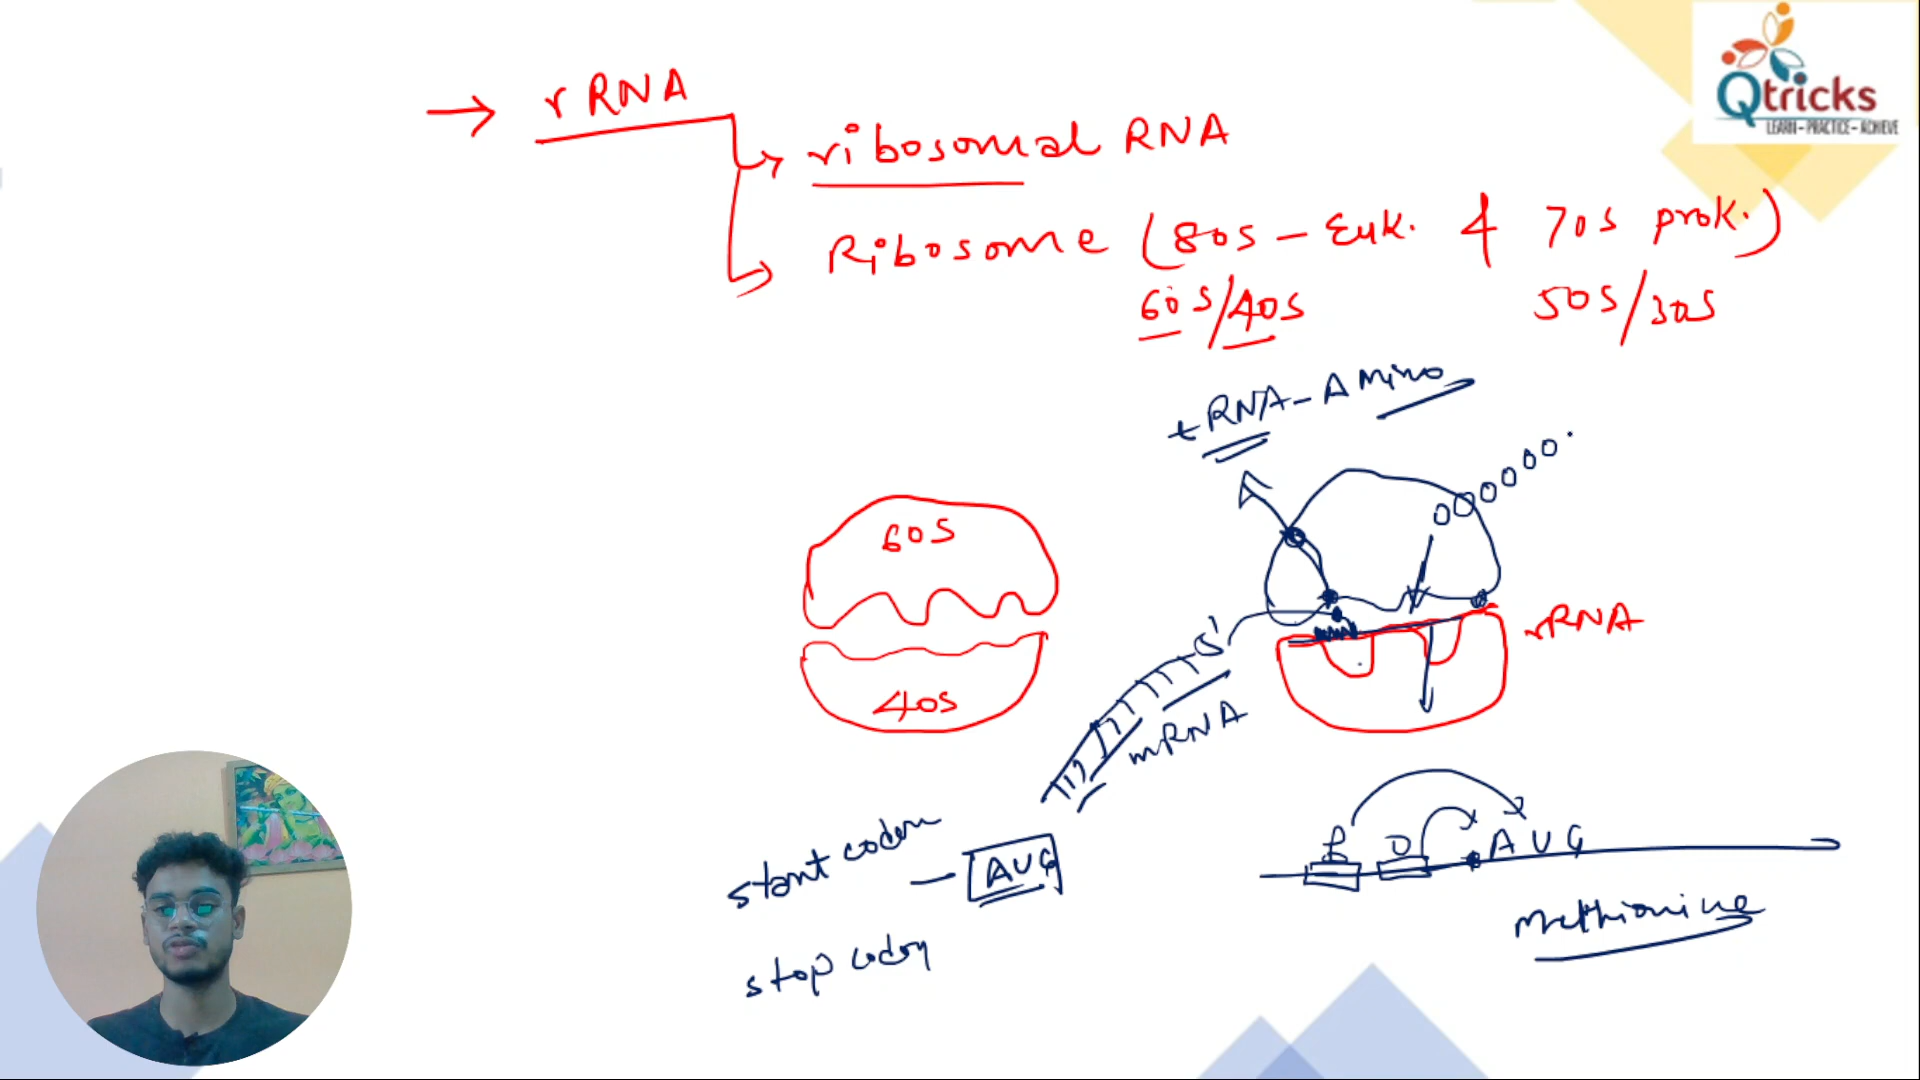 Qtricks
LEARN - PRACTICE - ACHIEVE
→ rRNA
ribosomal RNA
Ribosome (80S - Euk. & 70S prok.)
60S/40S 50S/30S
tRNA - Amino
60S
40S
rRNA
5'
mRNA
start codon - AUG
stop codon
P O AUG
Methionine